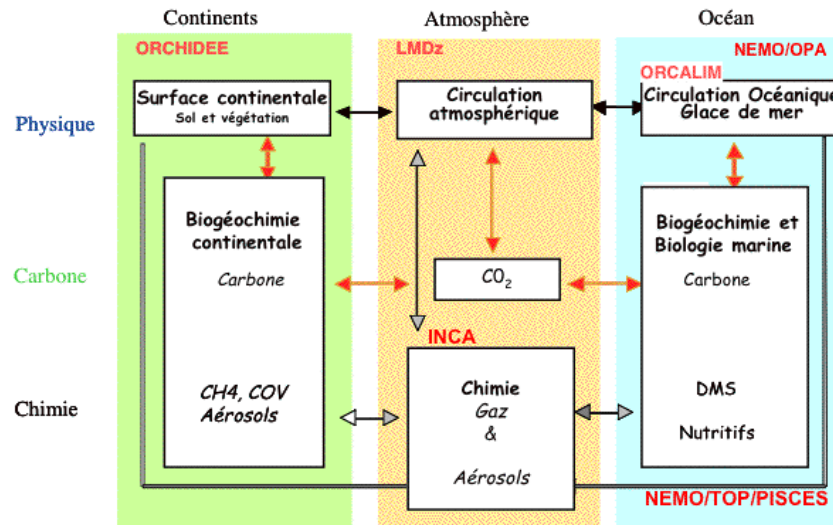 Continents
Atmosphère
Océan
ORCHIDEE
LMDz
NEMO/OPA
ORCALIM
Physique
Surface continentale
Sol et végétation
Circulation
atmosphérique
Circulation Océanique
Glace de mer
Biogéochimie
continentale
Biogéochimie et
Biologie marine
Carbone
Carbone
CO2
Carbone
INCA
Chimie
CH4, COV
Aérosols
Chimie
Gaz
&
Aérosols
DMS
Nutritifs
NEMO/TOP/PISCES